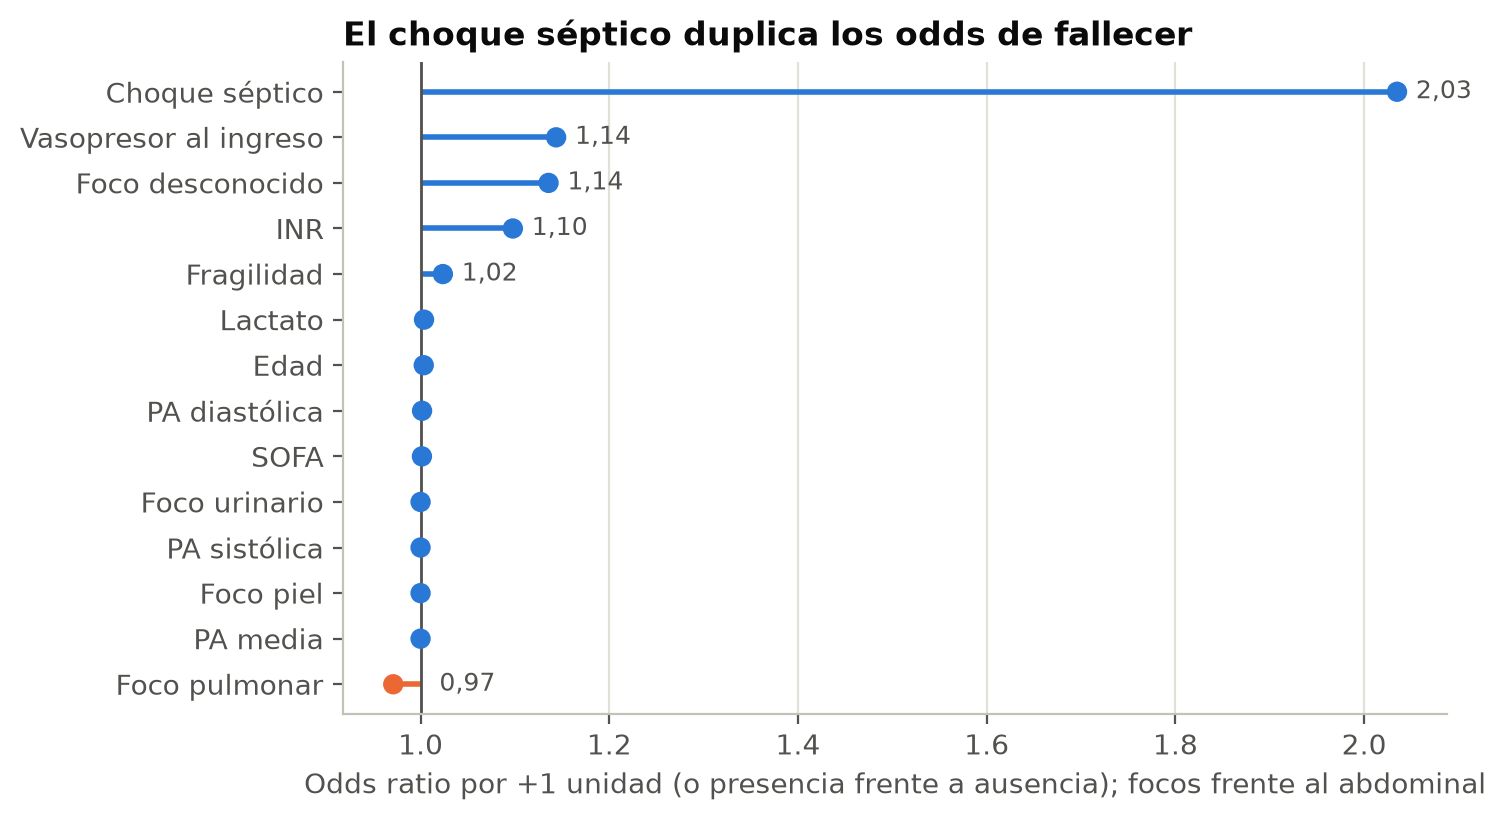 El choque séptico duplica los odds de fallecer
Choque séptico 2,03
Vasopresor al ingreso 1,14
Foco desconocido 1,14
INR 1,10
Fragilidad 1,02
Lactato
Edad
PA diastólica
SOFA
Foco urinario
PA sistólica
Foco piel
PA media
Foco pulmonar 0,97
1.0 1.2 1.4 1.6 1.8 2.0
Odds ratio por +1 unidad (o presencia frente a ausencia); focos frente al abdominal